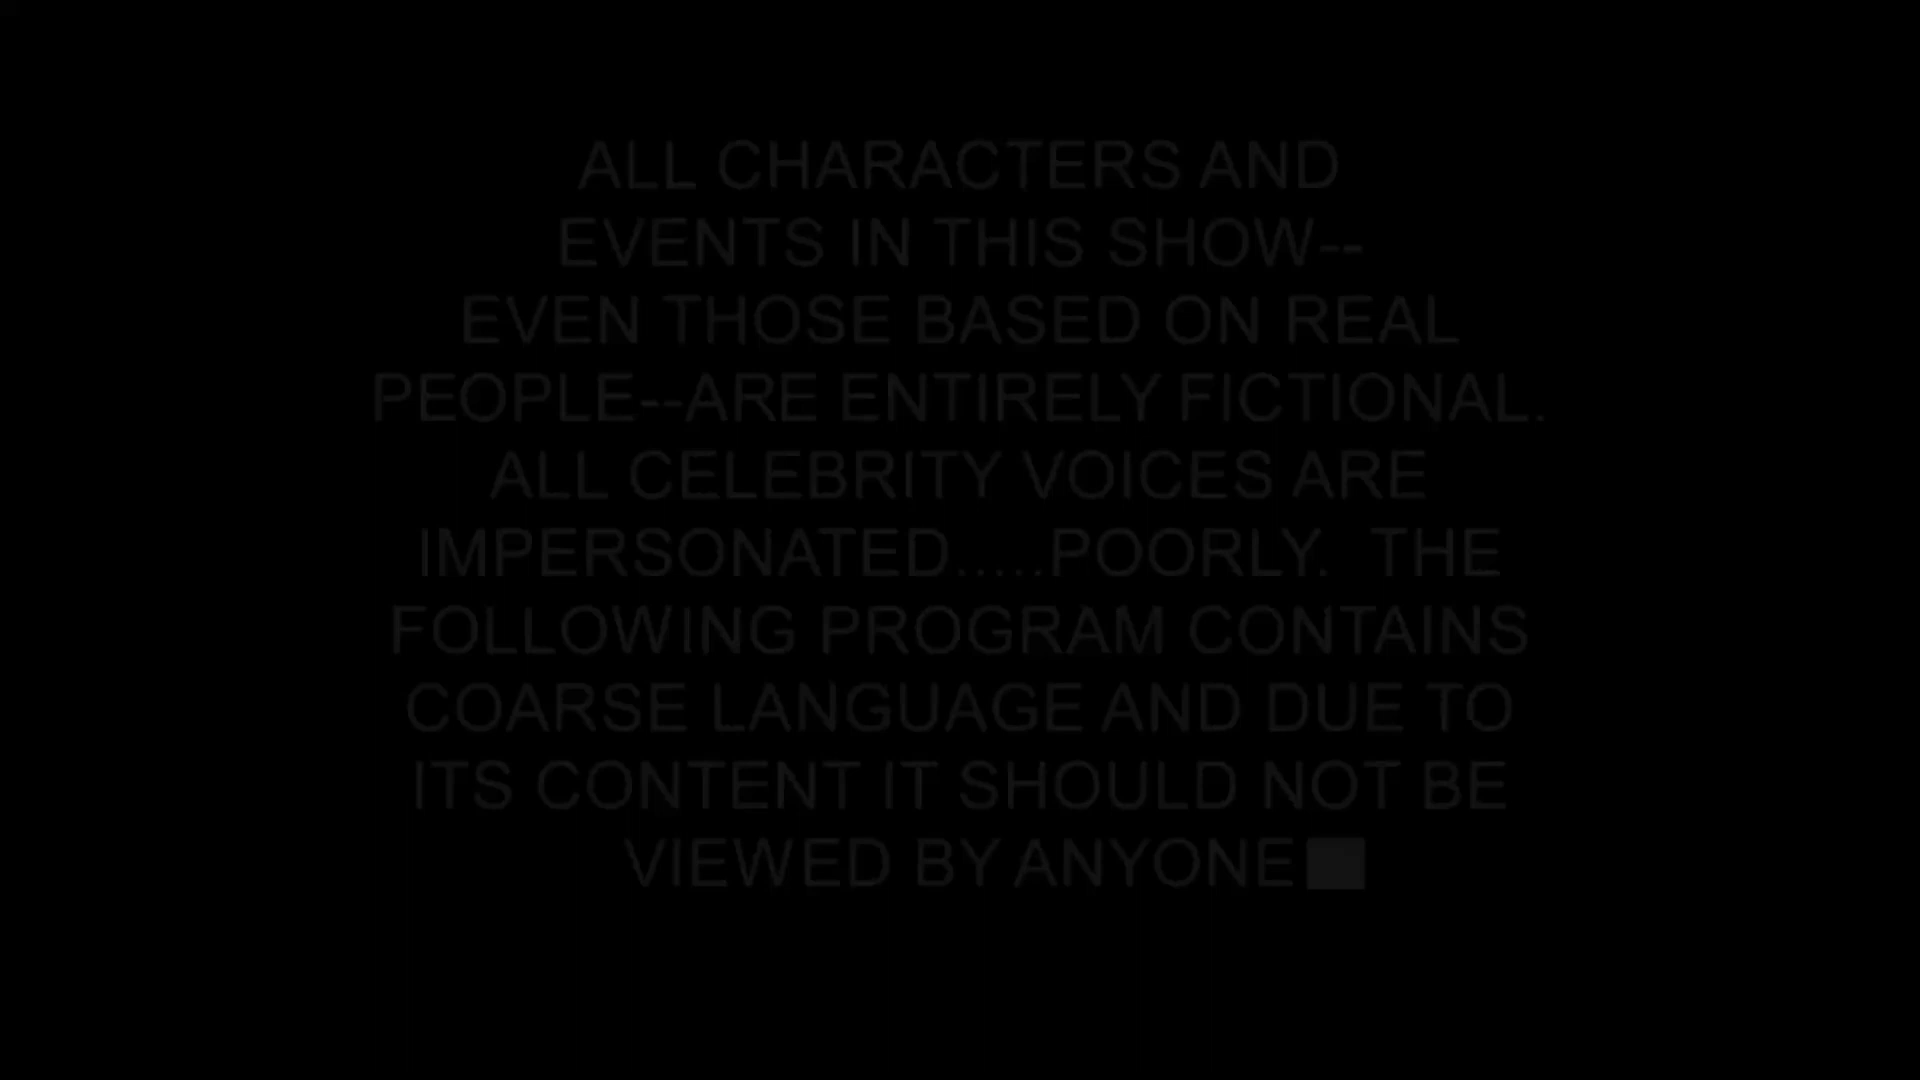 ALL CHARACTERS AND
EVENTS IN THIS SHOW--
EVEN THOSE BASED ON REAL
PEOPLE--ARE ENTIRELY FICTIONAL.
ALL CELEBRITY VOICES ARE
IMPERSONATED.....POORLY.  THE
FOLLOWING PROGRAM CONTAINS
COARSE LANGUAGE AND DUE TO
ITS CONTENT IT SHOULD NOT BE
VIEWED BY ANYONE